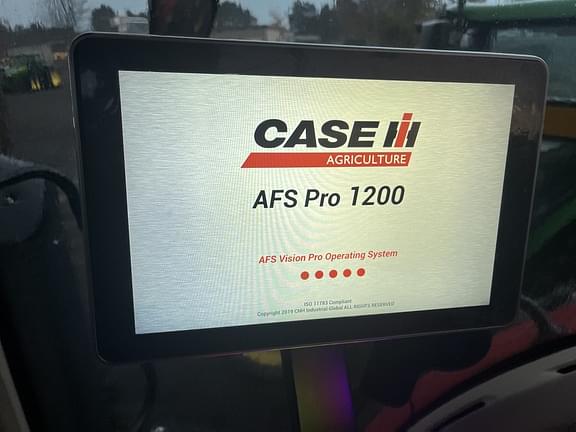 CASE IH
AGRICULTURE
AFS Pro 1200
AFS Vision Pro Operating System
ISO 11783 Compliant
Copyright 2019 CNH Industrial Global ALL RIGHTS RESERVED